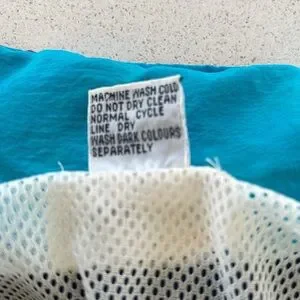 MACHINE WASH COLD
DO NOT DRY CLEAN
NORMAL CYCLE
LINE DRY
WASH DARK COLOURS
SEPARATELY